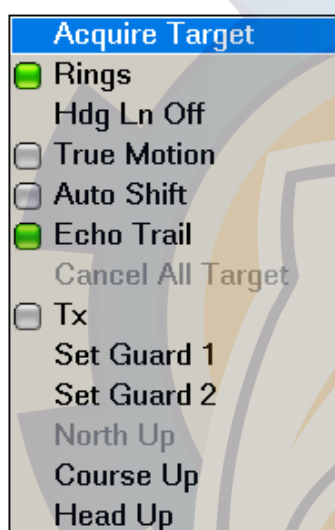 Acquire Target
Rings
Hdg Ln Off
True Motion
Auto Shift
Echo Trail
Cancel All Target
Tx
Set Guard 1
Set Guard 2
North Up
Course Up
Head Up